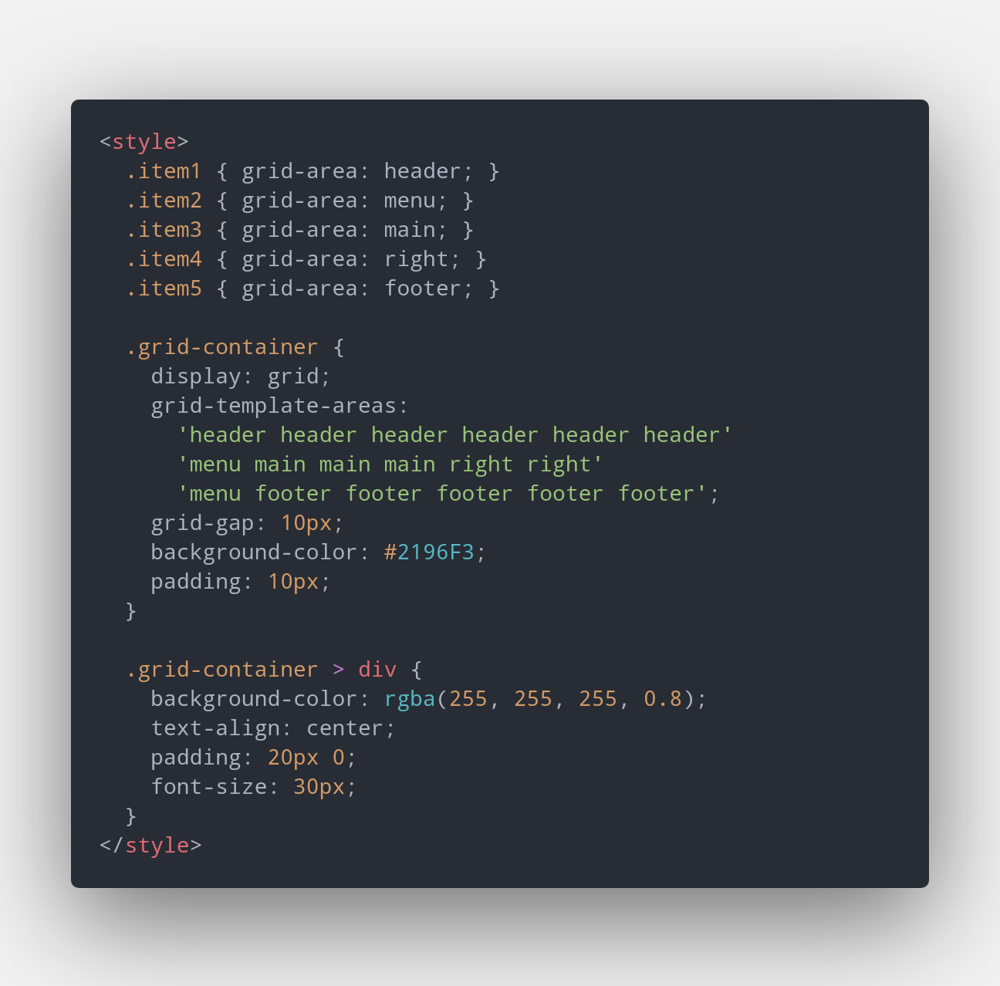 <style>
  .item1 { grid-area: header; }
  .item2 { grid-area: menu; }
  .item3 { grid-area: main; }
  .item4 { grid-area: right; }
  .item5 { grid-area: footer; }

  .grid-container {
    display: grid;
    grid-template-areas:
      'header header header header header header'
      'menu main main main right right'
      'menu footer footer footer footer footer';
    grid-gap: 10px;
    background-color: #2196F3;
    padding: 10px;
  }

  .grid-container > div {
    background-color: rgba(255, 255, 255, 0.8);
    text-align: center;
    padding: 20px 0;
    font-size: 30px;
  }
</style>